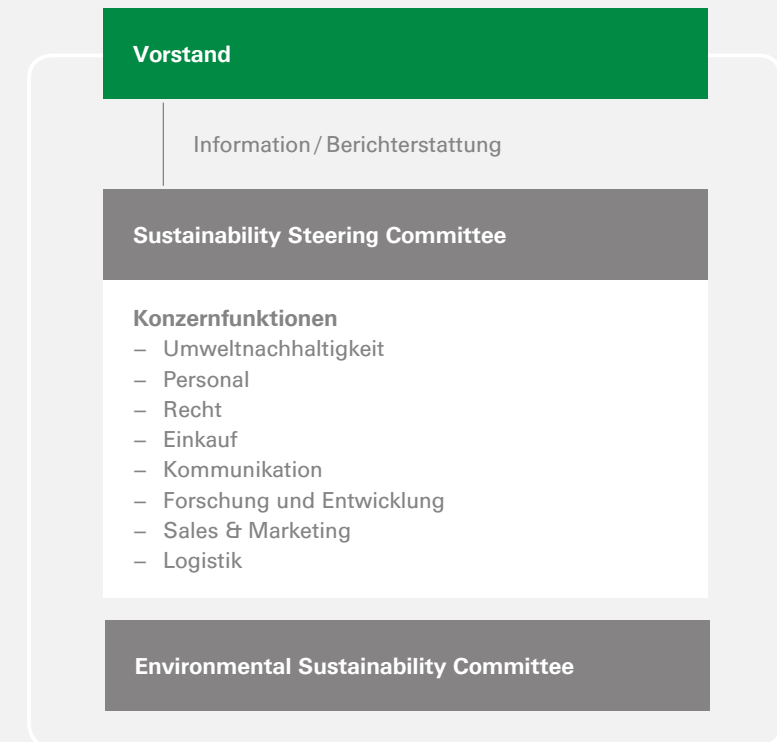 Vorstand
Information / Berichterstattung
Sustainability Steering Committee
Konzernfunktionen
– Umweltnachhaltigkeit
– Personal
– Recht
– Einkauf
– Kommunikation
– Forschung und Entwicklung
– Sales & Marketing
– Logistik
Environmental Sustainability Committee